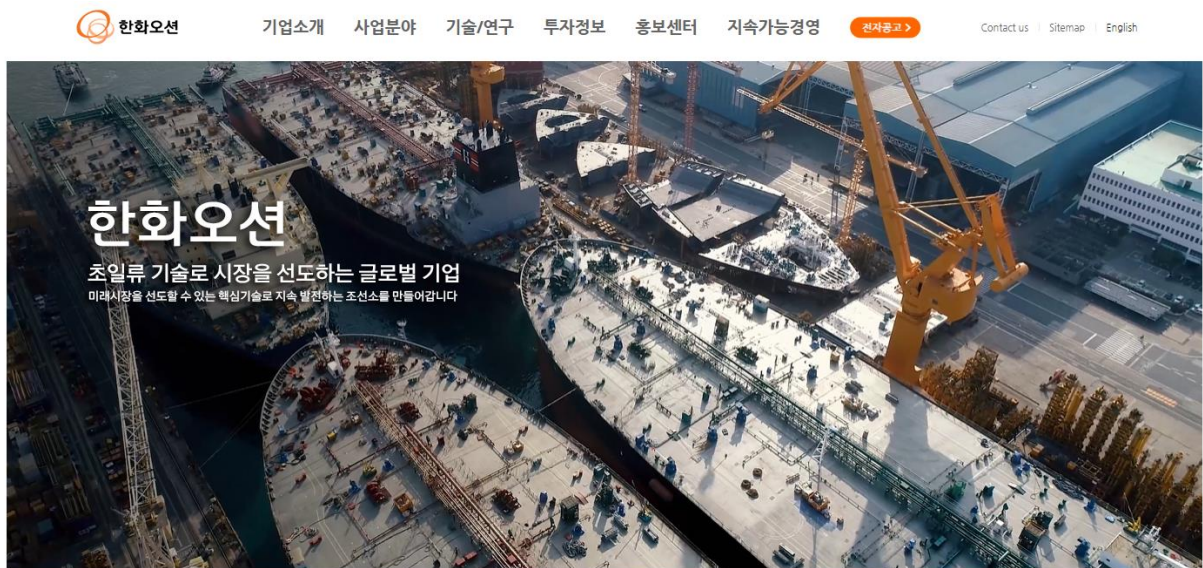 한화오션
기업소개 사업분야 기술/연구 투자정보 홍보센터 지속가능경영 전자공고 >
Contact us | Sitemap | English
한화오션
초일류 기술로 시장을 선도하는 글로벌 기업
미래시장을 선도할 수 있는 핵심기술로 지속 발전하는 조선소를 만들어갑니다